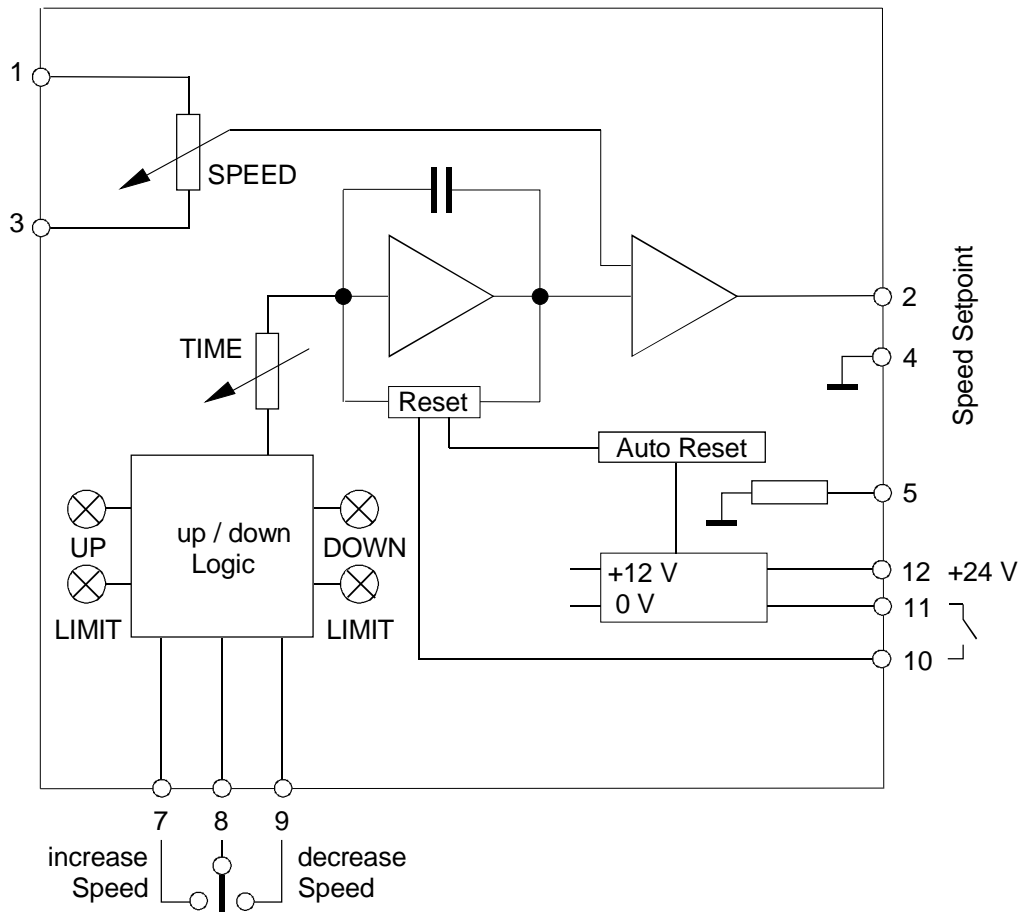 1
SPEED
3
2
Speed Setpoint
4
TIME
Reset
Auto Reset
5
UP
up / down
Logic
DOWN
LIMIT
LIMIT
+12 V
0 V
12 +24 V
11
10
7 8 9
increase
Speed
decrease
Speed